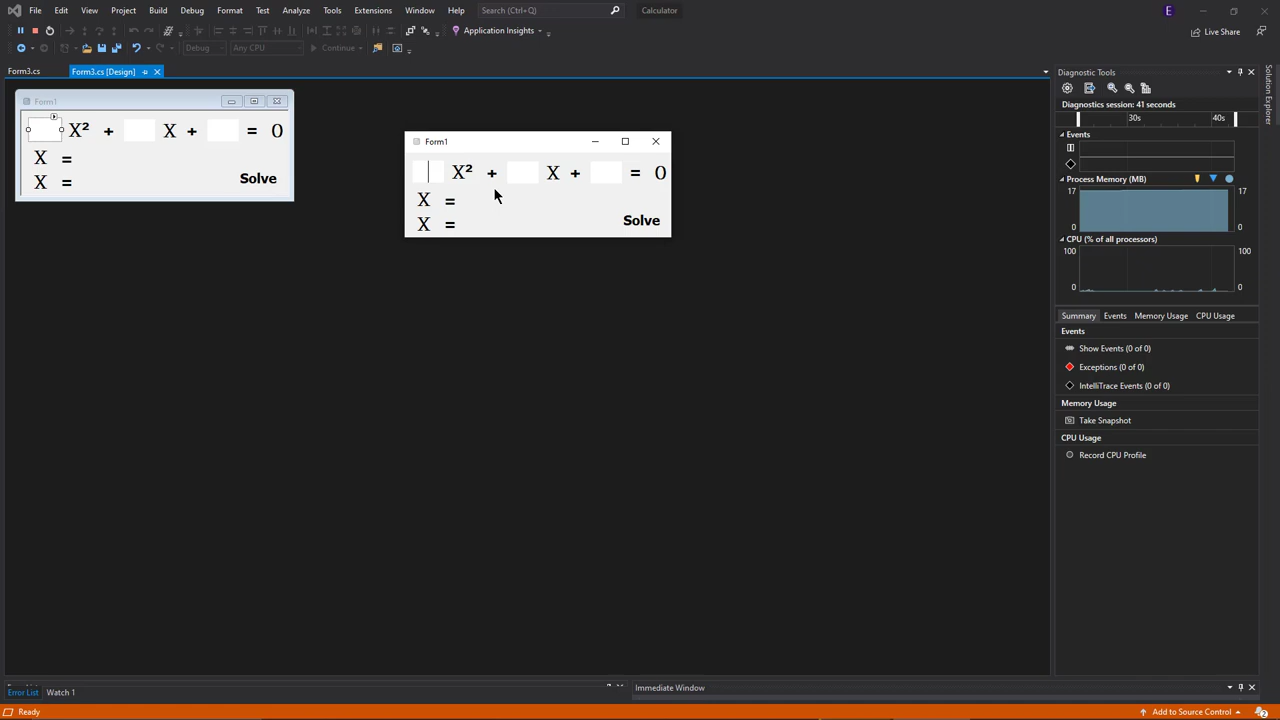 File Edit View Project Build Debug Format Test Analyze Tools Extensions Window Help Search (Ctrl+Q) Calculator E
Live Share
Debug Any CPU Continue Application Insights
Form3.cs Form3.cs [Design]
Form1
X² + X + = 0
X =
X =
Solve
Form1
X² + X + = 0
X =
X =
Solve
Diagnostic Tools
Diagnostics session: 41 seconds
30s 40s
Events
Process Memory (MB)
17 17
0 0
CPU (% of all processors)
100 100
0 0
Summary Events Memory Usage CPU Usage
Events
Show Events (0 of 0)
Exceptions (0 of 0)
IntelliTrace Events (0 of 0)
Memory Usage
Take Snapshot
CPU Usage
Record CPU Profile
Solution Explorer
Error List Watch 1
Immediate Window
Ready
Add to Source Control
2